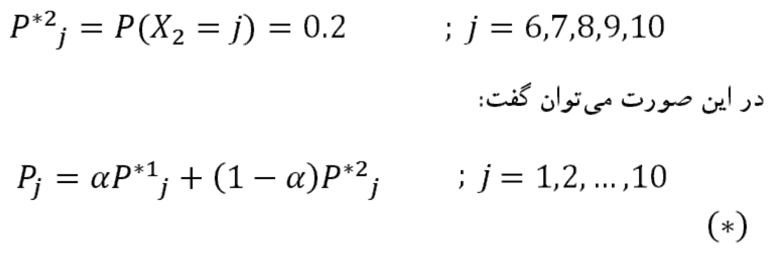 P*²ⱼ = P(X₂ = j) = 0.2 ; j = 6,7,8,9,10
در این صورت می‌توان گفت:
Pⱼ = αP*¹ⱼ + (1 − α)P*²ⱼ ; j = 1,2, … ,10
(*)